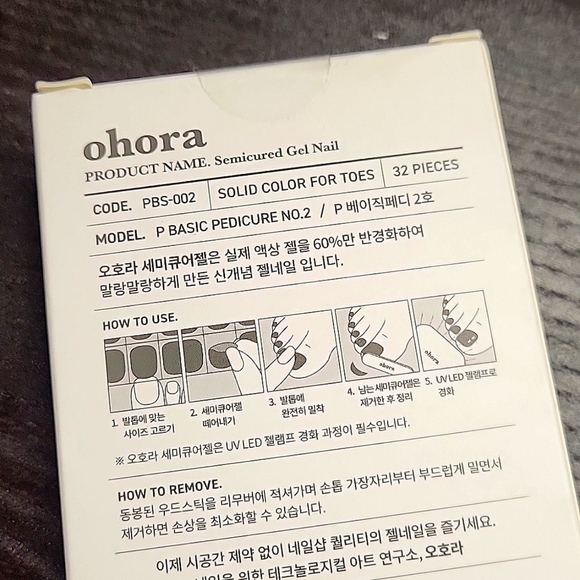 ohora
PRODUCT NAME. Semicured Gel Nail
CODE. PBS-002 SOLID COLOR FOR TOES 32 PIECES
MODEL. P BASIC PEDICURE NO.2 / P 베이직페디 2호
오호라 세미큐어젤은 실제 액상 젤을 60%만 반경화하여
말랑말랑하게 만든 신개념 젤네일 입니다.
HOW TO USE.
ohora
ohora
1. 발톱에 맞는
사이즈 고르기
2. 세미큐어젤
떼어내기
3. 발톱에
완전히 밀착
4. 남는 세미큐어젤은
제거한 후 정리
5. UV LED 젤램프로
경화
※ 오호라 세미큐어젤은 UV LED 젤램프 경화 과정이 필수입니다.
HOW TO REMOVE.
동봉된 우드스틱을 리무버에 적셔가며 손톱 가장자리부터 부드럽게 밀면서
제거하면 손상을 최소화할 수 있습니다.
이제 시공간 제약 없이 네일샵 퀄리티의 젤네일을 즐기세요.
네일을 위한 테크놀로지컬 아트 연구소, 오호라